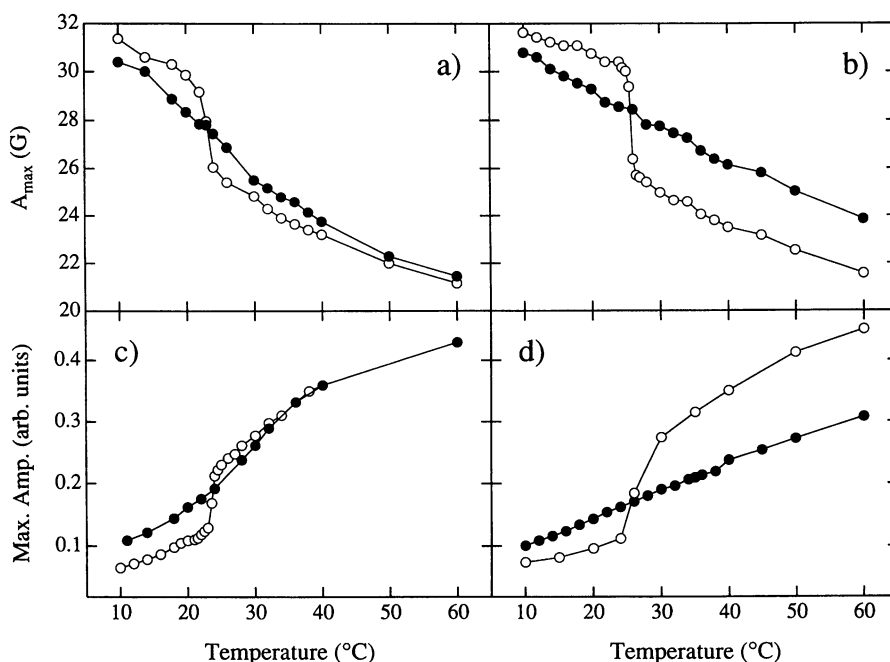 32
30
28
26
24
22
20
A_max (G)
a)
b)
0.4
0.3
0.2
0.1
Max. Amp. (arb. units)
c)
d)
10 20 30 40 50 60
10 20 30 40 50 60
Temperature (°C)
Temperature (°C)